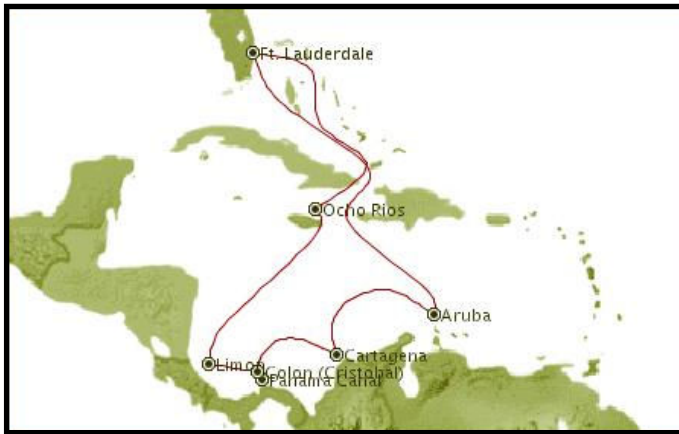 Ft. Lauderdale
Ocho Rios
Aruba
Cartagena
Limon
Colon (Cristobal)
Panama Canal